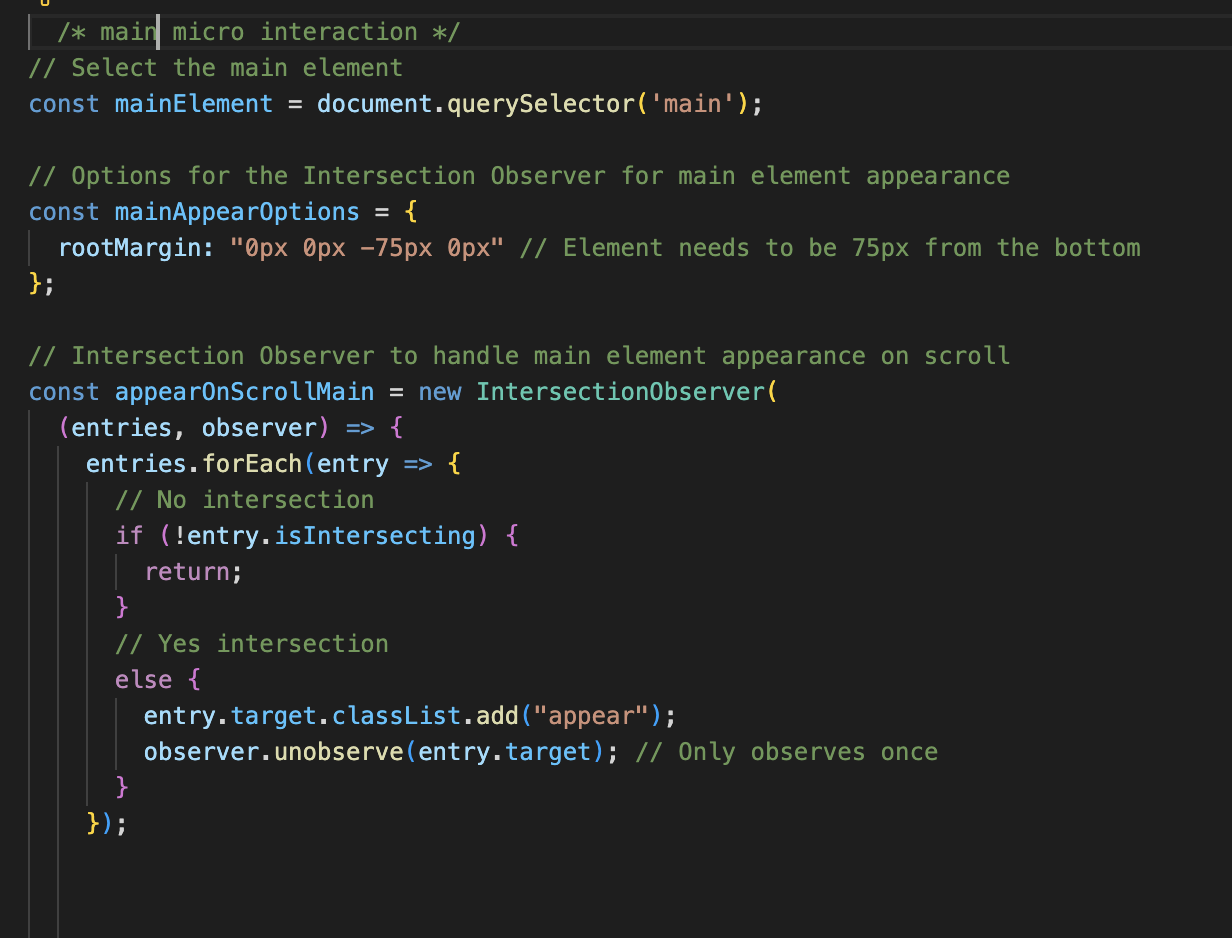 /* main micro interaction */
// Select the main element
const mainElement = document.querySelector('main');
// Options for the Intersection Observer for main element appearance
const mainAppearOptions = {
rootMargin: "0px 0px -75px 0px" // Element needs to be 75px from the bottom
};
// Intersection Observer to handle main element appearance on scroll
const appearOnScrollMain = new IntersectionObserver(
(entries, observer) => {
entries.forEach(entry => {
// No intersection
if (!entry.isIntersecting) {
return;
}
// Yes intersection
else {
entry.target.classList.add("appear");
observer.unobserve(entry.target); // Only observes once
}
});